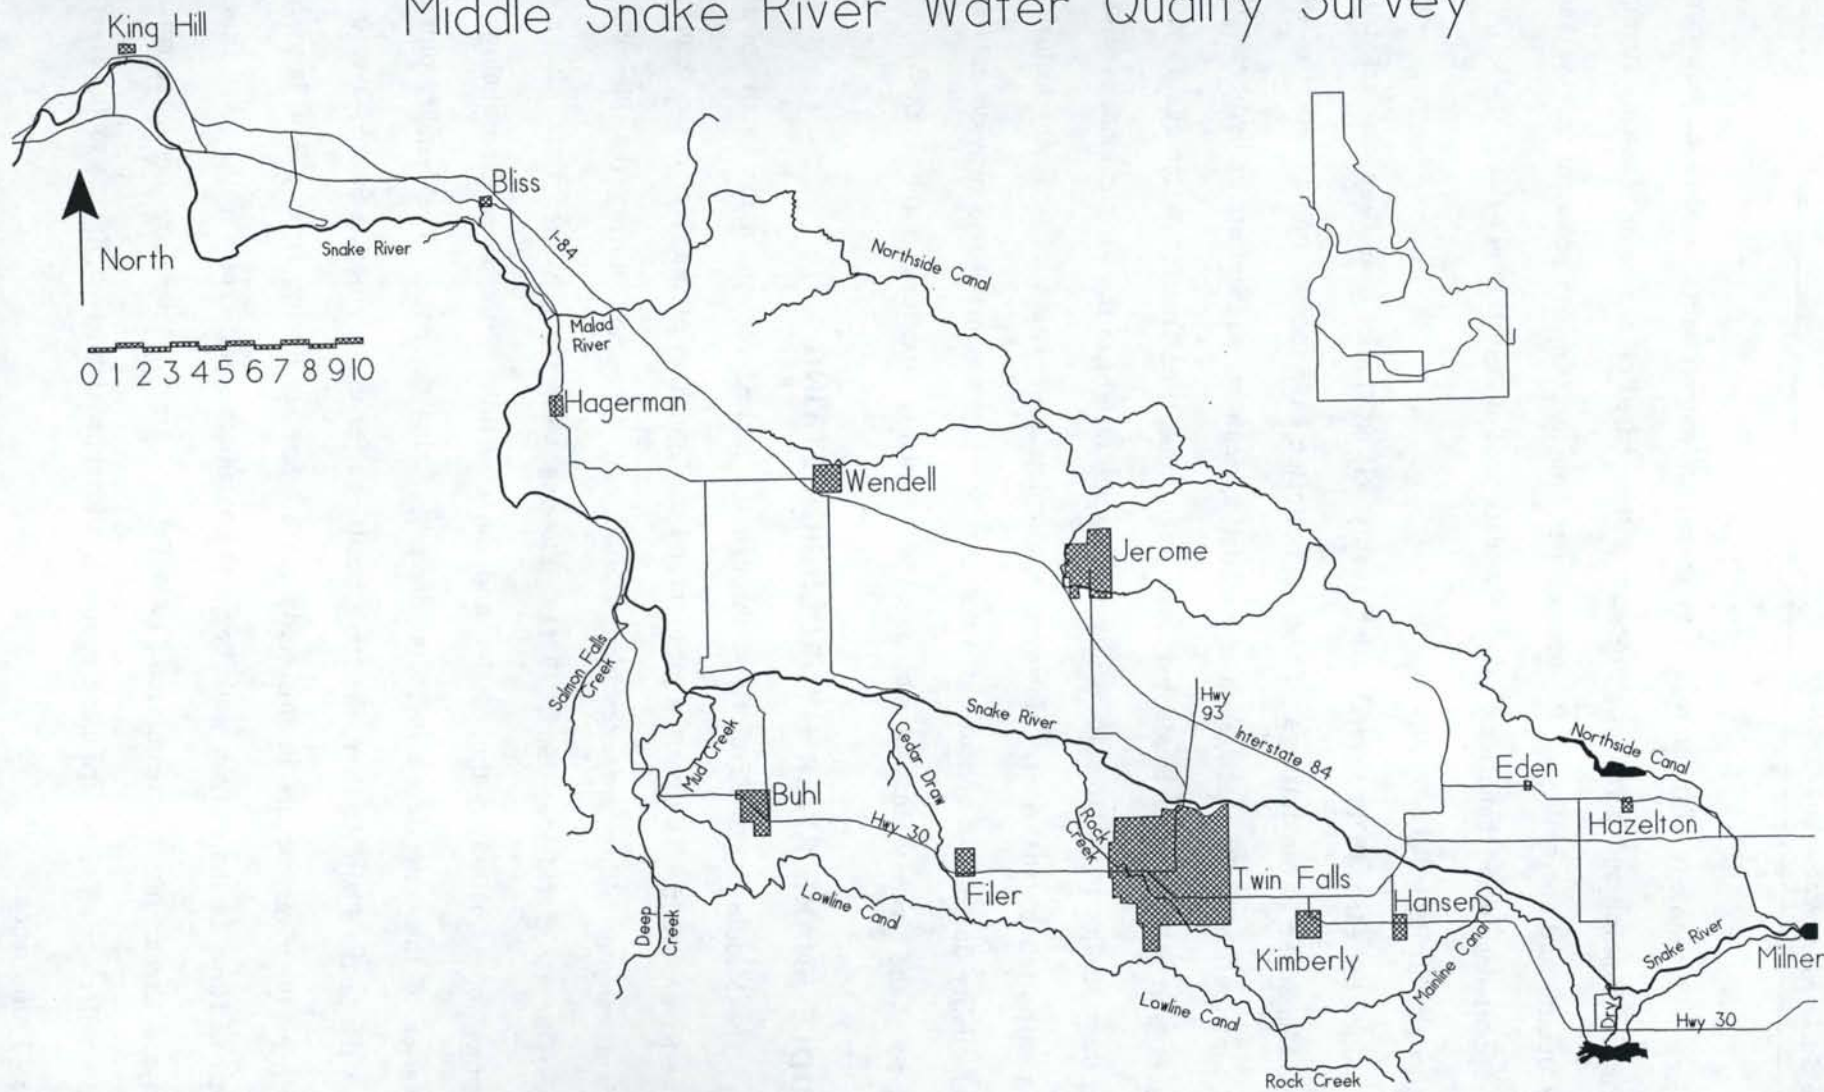 Middle Snake River Water Quality Survey
King Hill
Bliss
North
Snake River
I-84
Northside Canal
Malad
River
0 1 2 3 4 5 6 7 8 9 10
Hagerman
Wendell
Jerome
Salmon Falls
Creek
Hwy
93
Snake River
Interstate 84
Northside Canal
Mud Creek
Cedar Draw
Eden
Buhl
Hwy 30
Rock
Creek
Hazelton
Filer
Twin Falls
Lowline Canal
Hansen
Deep
Creek
Kimberly
Mainline Canal
Snake River
Milner
Lowline Canal
Dry
Hwy 30
Rock Creek